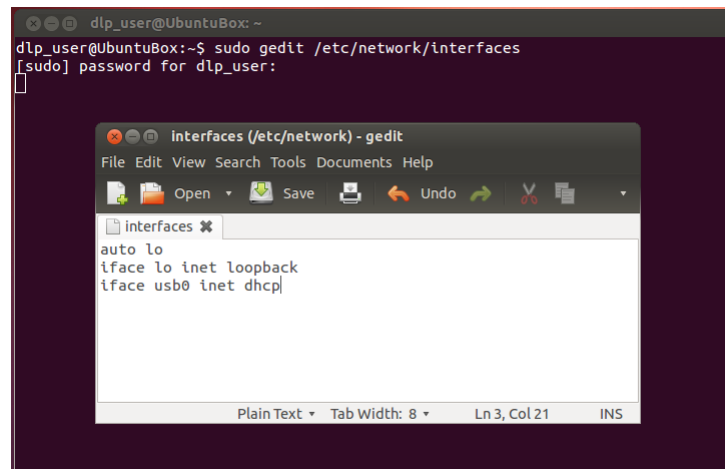 dlp_user@UbuntuBox: ~
dlp_user@UbuntuBox:~$ sudo gedit /etc/network/interfaces
[sudo] password for dlp_user:
interfaces (/etc/network) - gedit
File Edit View Search Tools Documents Help
Open Save Undo
interfaces
auto lo
iface lo inet loopback
iface usb0 inet dhcp
Plain Text Tab Width: 8 Ln 3, Col 21 INS